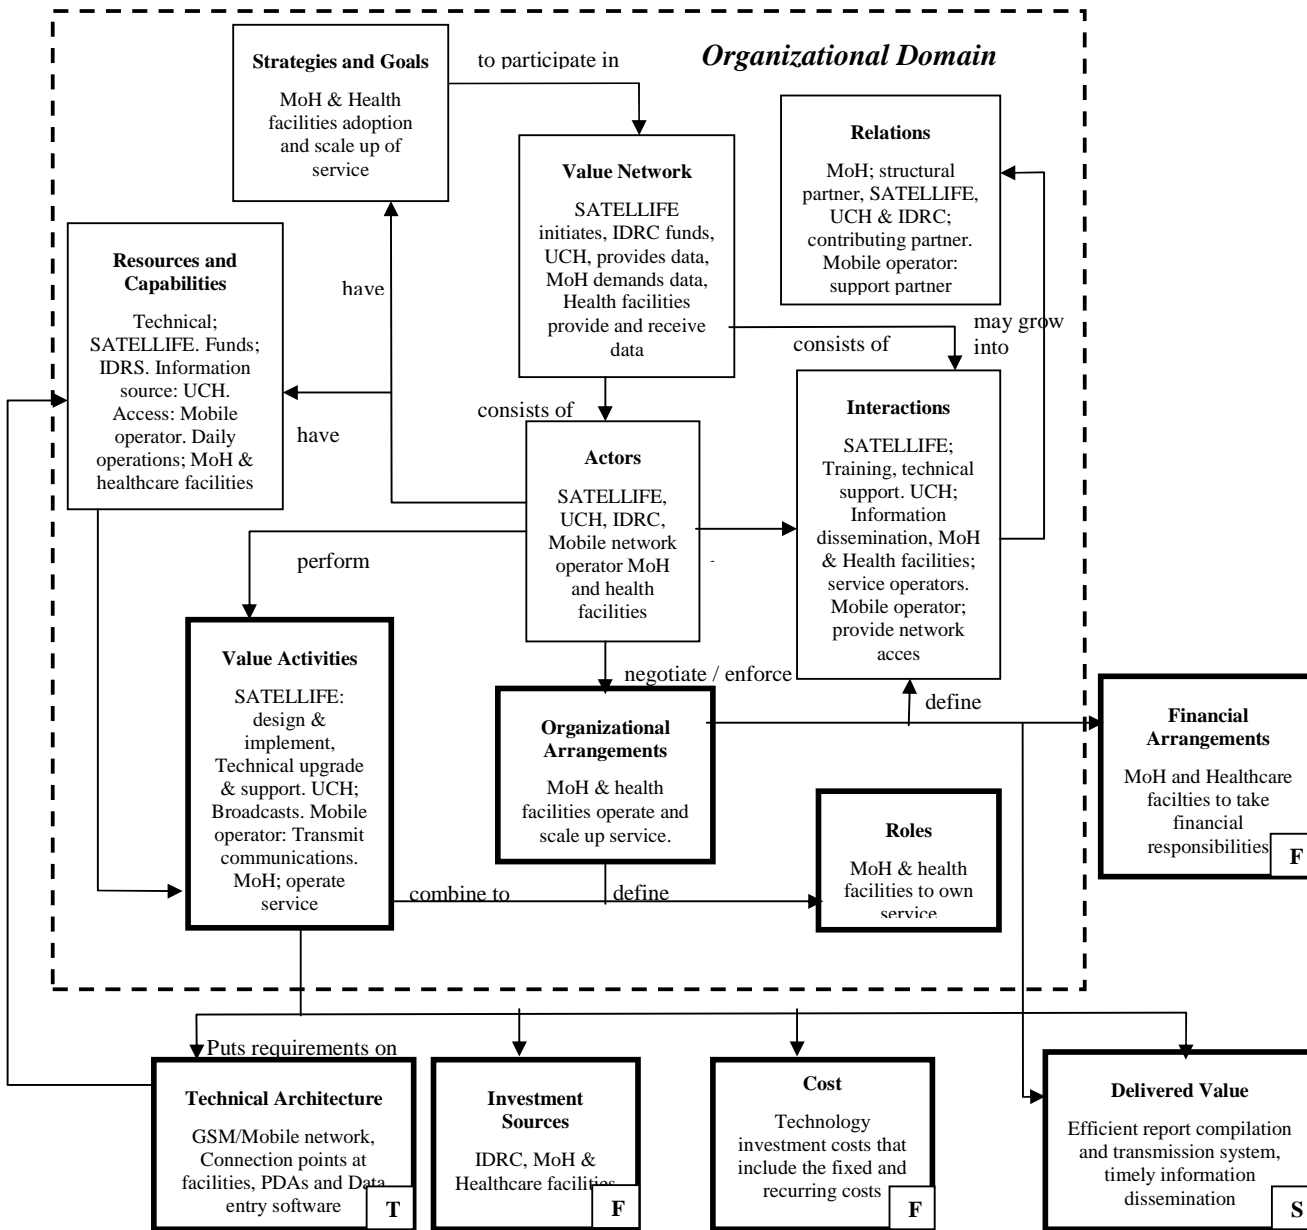 Organizational Domain
Strategies and Goals
MoH & Health
facilities adoption
and scale up of
service
to participate in
Relations
MoH; structural
partner, SATELLIFE,
UCH & IDRC;
contributing partner.
Mobile operator:
support partner
Value Network
SATELLIFE
initiates, IDRC funds,
UCH, provides data,
MoH demands data,
Health facilities
provide and receive
data
Resources and
Capabilities
Technical;
SATELLIFE. Funds;
IDRS. Information
source: UCH.
Access: Mobile
operator. Daily
operations; MoH &
healthcare facilities
have
have
consists of
consists of
may grow
into
Actors
SATELLIFE,
UCH, IDRC,
Mobile network
operator MoH
and health
facilities
Interactions
SATELLIFE;
Training, technical
support. UCH;
Information
dissemination, MoH
& Health facilities;
service operators.
Mobile operator;
provide network
acces
perform
negotiate / enforce
define
Value Activities
SATELLIFE:
design &
implement,
Technical upgrade
& support. UCH;
Broadcasts. Mobile
operator: Transmit
communications.
MoH; operate
service
Organizational
Arrangements
MoH & health
facilities operate and
scale up service.
Financial
Arrangements
MoH and Healthcare
facilties to take
financial
responsibilities
F
Roles
MoH & health
facilities to own
service
combine to
define
Puts requirements on
Technical Architecture
GSM/Mobile network,
Connection points at
facilities, PDAs and Data
entry software
T
Investment
Sources
IDRC, MoH &
Healthcare facilities
F
Cost
Technology
investment costs that
include the fixed and
recurring costs
F
Delivered Value
Efficient report compilation
and transmission system,
timely information
dissemination
S